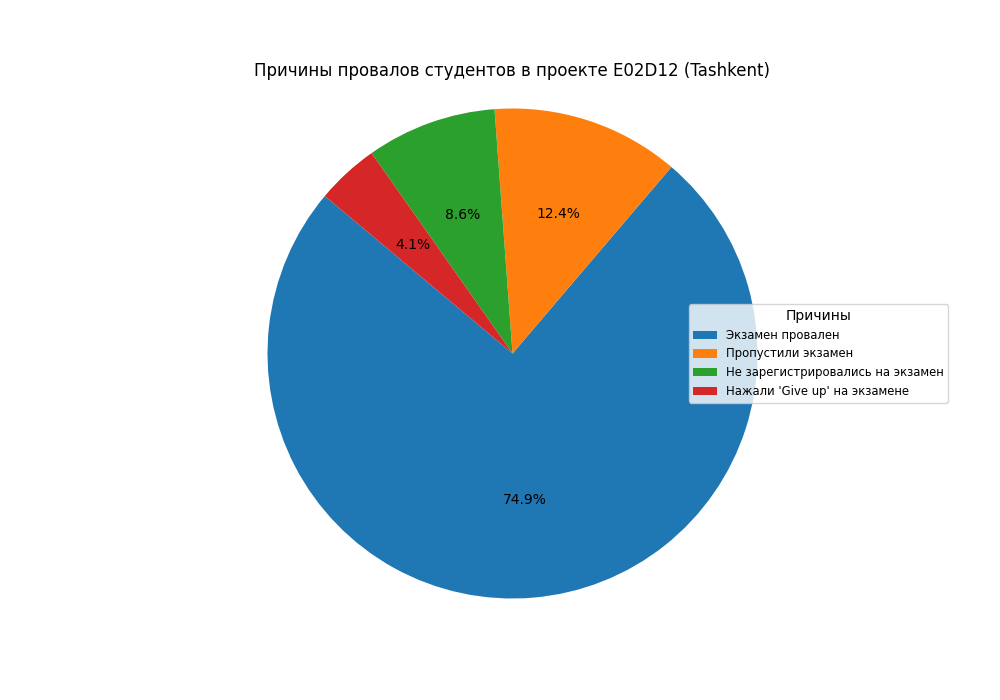 Причины провалов студентов в проекте E02D12 (Tashkent)
8.6%
12.4%
4.1%
74.9%
Причины
Экзамен провален
Пропустили экзамен
Не зарегистрировались на экзамен
Нажали 'Give up' на экзамене